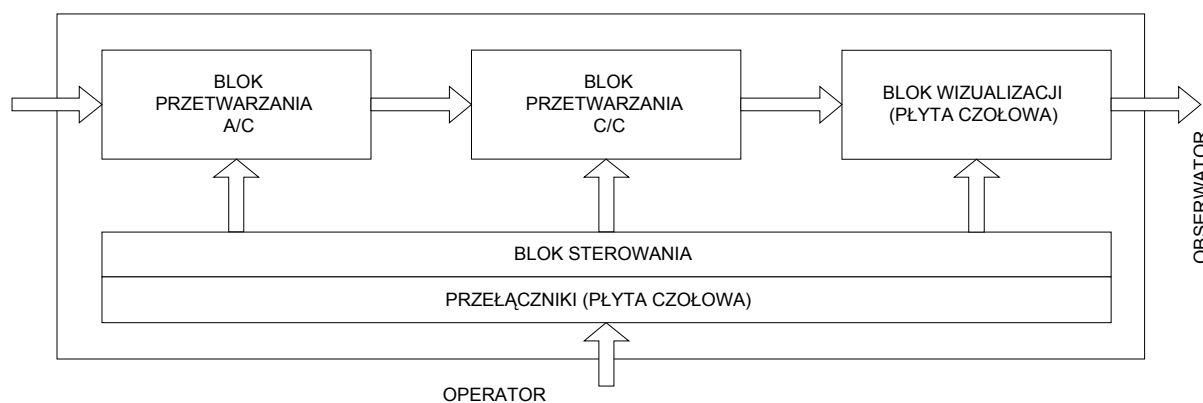 BLOK
PRZETWARZANIA
A/C
BLOK
PRZETWARZANIA
C/C
BLOK WIZUALIZACJI
(PŁYTA CZOŁOWA)
OBSERWATOR
BLOK STEROWANIA
PRZEŁĄCZNIKI (PŁYTA CZOŁOWA)
OPERATOR